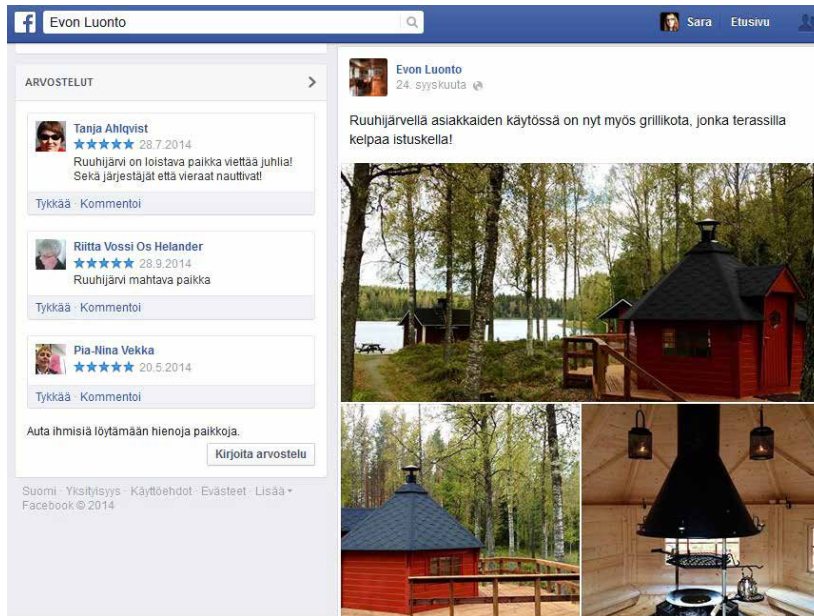 Evon Luonto
Sara Etusivu
ARVOSTELUT
Tanja Ahlqvist
28.7.2014
Ruuhijärvi on loistava paikka viettää juhlia!
Sekä järjestäjät että vieraat nauttivat!
Tykkää · Kommentoi
Riitta Vossi Os Helander
28.9.2014
Ruuhijärvi mahtava paikka
Tykkää · Kommentoi
Pia-Nina Vekka
20.5.2014
Tykkää · Kommentoi
Auta ihmisiä löytämään hienoja paikkoja.
Kirjoita arvostelu
Suomi · Yksityisyys · Käyttöehdot · Evästeet · Lisää
Facebook © 2014
Evon Luonto
24. syyskuuta
Ruuhijärvellä asiakkaiden käytössä on nyt myös grillikota, jonka terassilla
kelpaa istuskella!